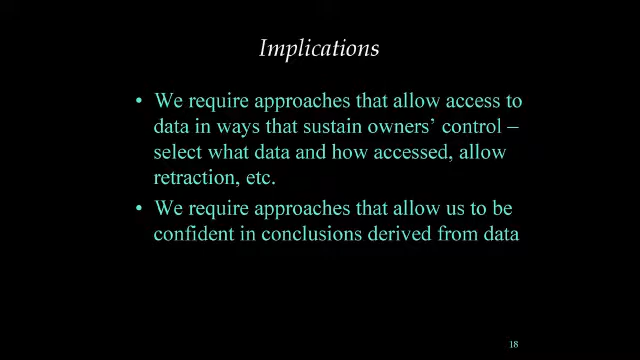 Implications
• We require approaches that allow access to
data in ways that sustain owners’ control –
select what data and how accessed, allow
retraction, etc.
• We require approaches that allow us to be
confident in conclusions derived from data
18